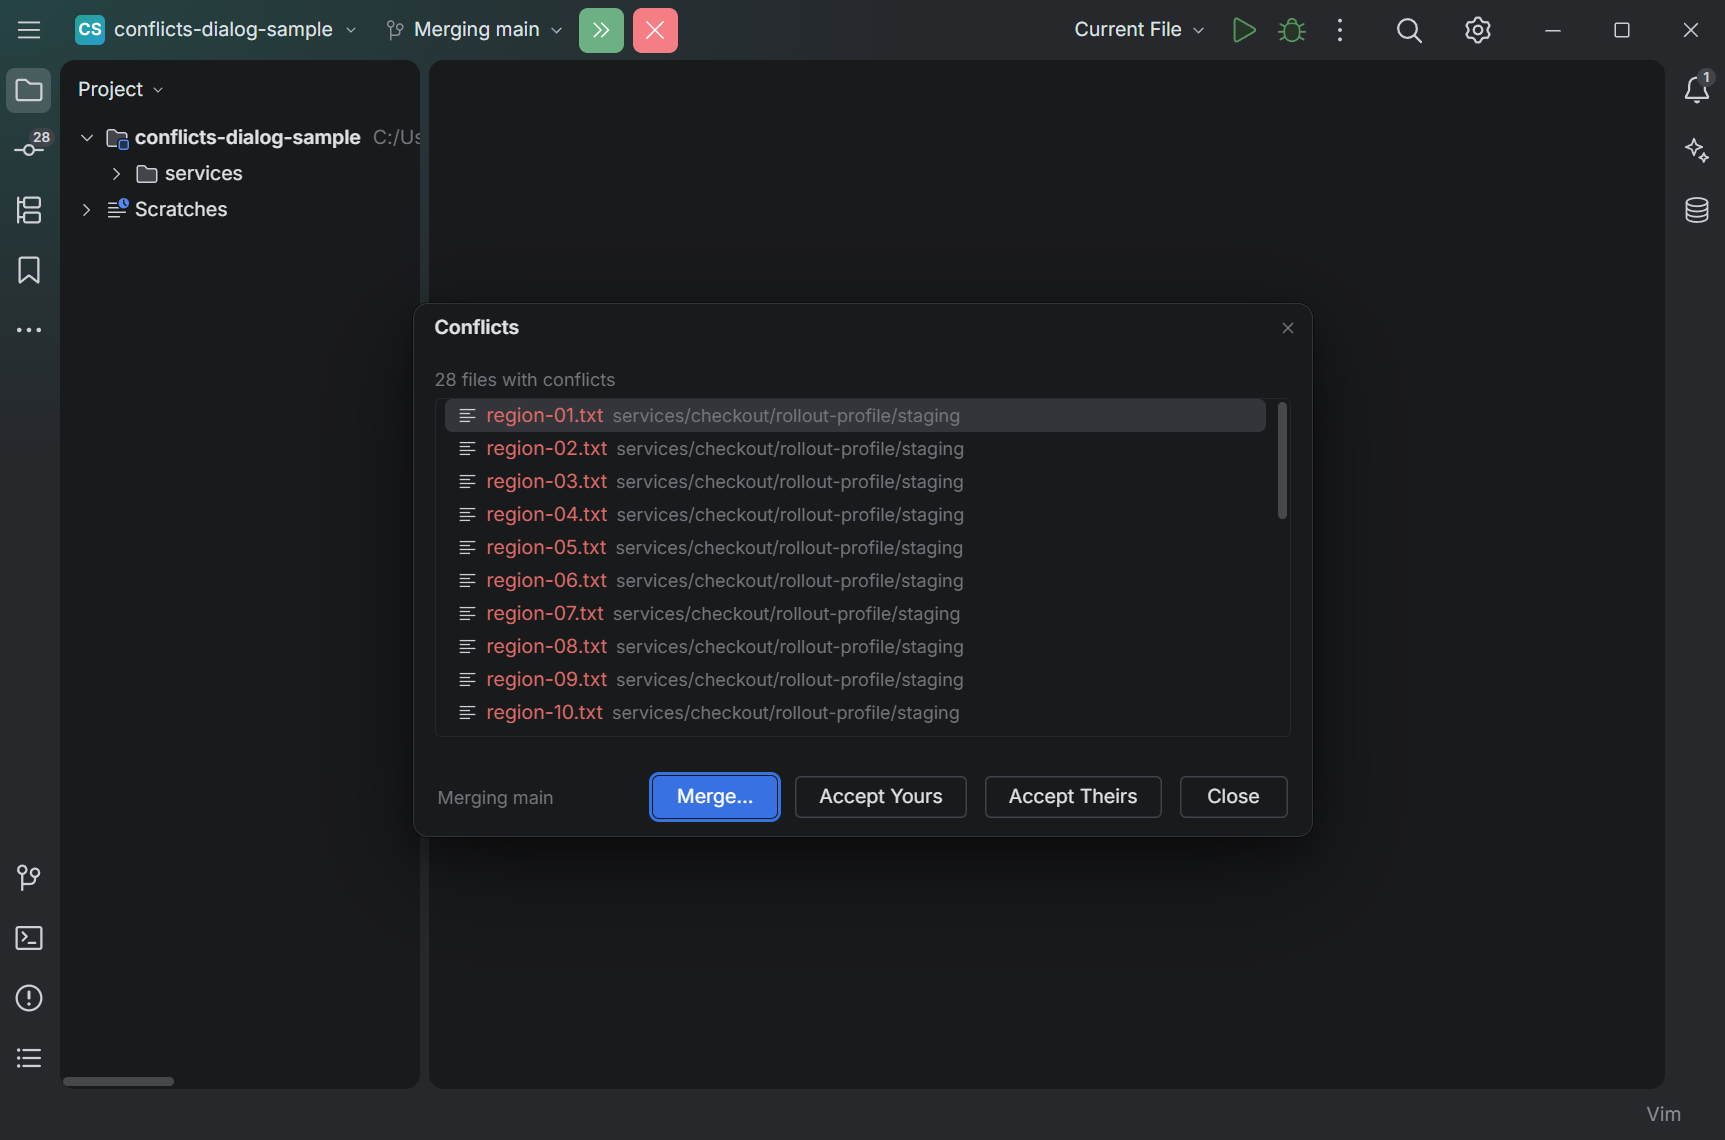 CS conflicts-dialog-sample Merging main Current File
Project
1
28
conflicts-dialog-sample C:/Us
services
Scratches
Conflicts
28 files with conflicts
region-01.txt services/checkout/rollout-profile/staging
region-02.txt services/checkout/rollout-profile/staging
region-03.txt services/checkout/rollout-profile/staging
region-04.txt services/checkout/rollout-profile/staging
region-05.txt services/checkout/rollout-profile/staging
region-06.txt services/checkout/rollout-profile/staging
region-07.txt services/checkout/rollout-profile/staging
region-08.txt services/checkout/rollout-profile/staging
region-09.txt services/checkout/rollout-profile/staging
region-10.txt services/checkout/rollout-profile/staging
Merging main Merge... Accept Yours Accept Theirs Close
Vim